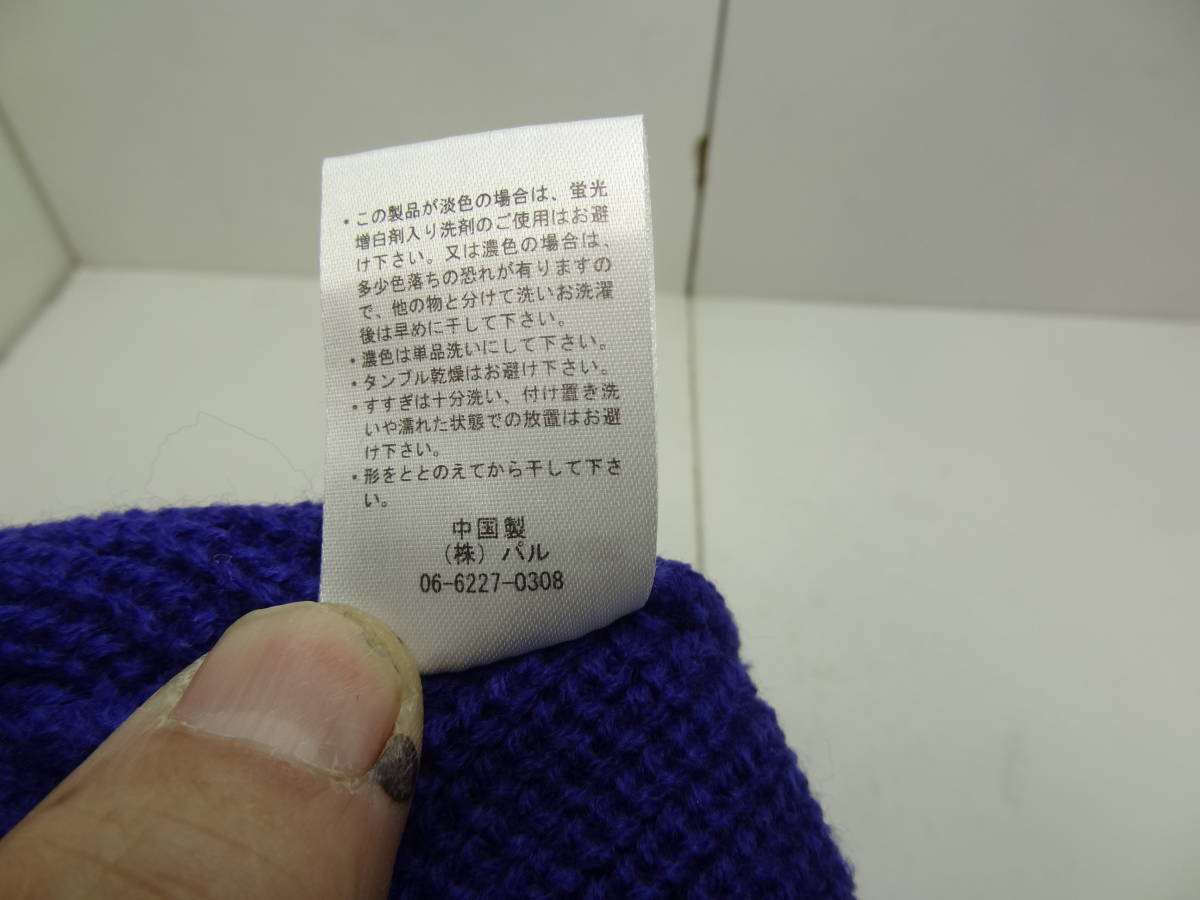 ・この製品が淡色の場合は、蛍光
増白剤入り洗剤のご使用はお避
け下さい。又は濃色の場合は、
多少色落ちの恐れが有りますの
で、他の物と分けて洗いお洗濯
後は早めに干して下さい。
・濃色は単品洗いにして下さい。
・タンブル乾燥はお避け下さい。
・すすぎは十分洗い、付け置き洗
いや濡れた状態での放置はお避
け下さい。
・形をととのえてから干して下さ
い。
中国製
(株) パル
06-6227-0308